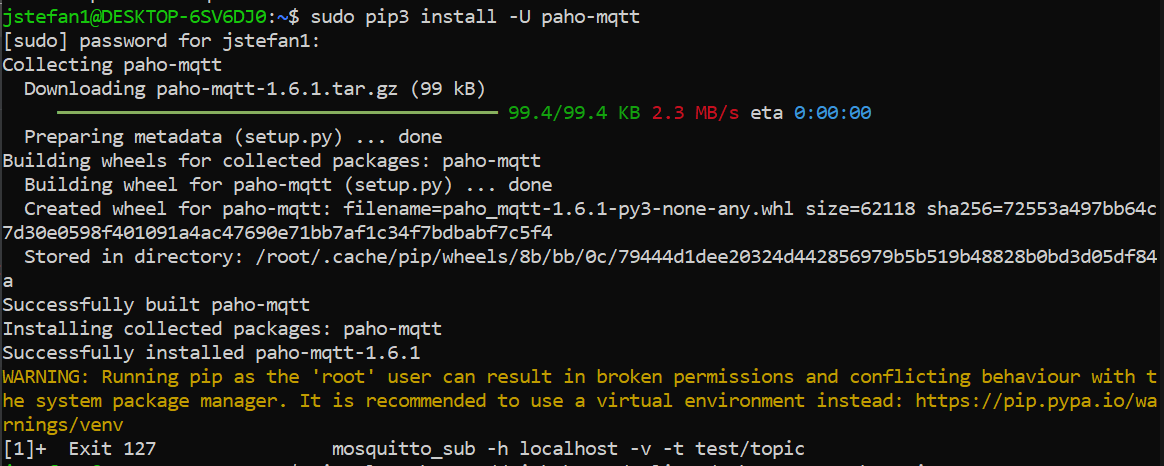 jstefan1@DESKTOP-6SV6DJ0:~$ sudo pip3 install -U paho-mqtt
[sudo] password for jstefan1:
Collecting paho-mqtt
  Downloading paho-mqtt-1.6.1.tar.gz (99 kB)
     99.4/99.4 KB 2.3 MB/s eta 0:00:00
  Preparing metadata (setup.py) ... done
Building wheels for collected packages: paho-mqtt
  Building wheel for paho-mqtt (setup.py) ... done
  Created wheel for paho-mqtt: filename=paho_mqtt-1.6.1-py3-none-any.whl size=62118 sha256=72553a497bb64c
7d30e0598f401091a4ac47690e71bb7af1c34f7bdbabf7c5f4
  Stored in directory: /root/.cache/pip/wheels/8b/bb/0c/79444d1dee20324d442856979b5b519b48828b0bd3d05df84
a
Successfully built paho-mqtt
Installing collected packages: paho-mqtt
Successfully installed paho-mqtt-1.6.1
WARNING: Running pip as the 'root' user can result in broken permissions and conflicting behaviour with t
he system package manager. It is recommended to use a virtual environment instead: https://pip.pypa.io/wa
rnings/venv
[1]+  Exit 127                mosquitto_sub -h localhost -v -t test/topic